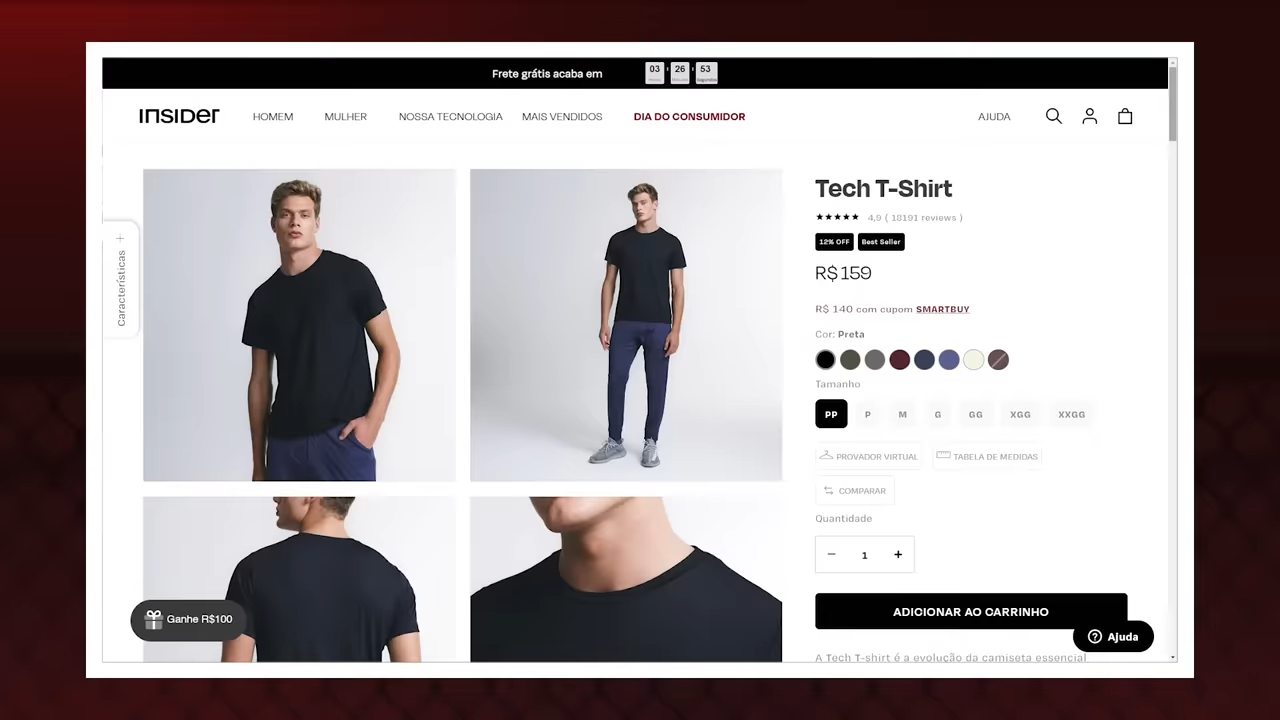 Frete grátis acaba em
03 : 26 : 53
INSIDER
HOMEM
MULHER
NOSSA TECNOLOGIA
MAIS VENDIDOS
DIA DO CONSUMIDOR
AJUDA
Características
Tech T-Shirt
★★★★★ 4,9 ( 18191 reviews )
12% OFF
Best Seller
R$ 159
R$ 140 com cupom SMARTBUY
Cor: Preta
Tamanho
PP P M G GG XGG XXGG
PROVADOR VIRTUAL
TABELA DE MEDIDAS
COMPARAR
Quantidade
− 1 +
ADICIONAR AO CARRINHO
Ganhe R$100
Ajuda
A Tech T-shirt é a evolução da camiseta essencial